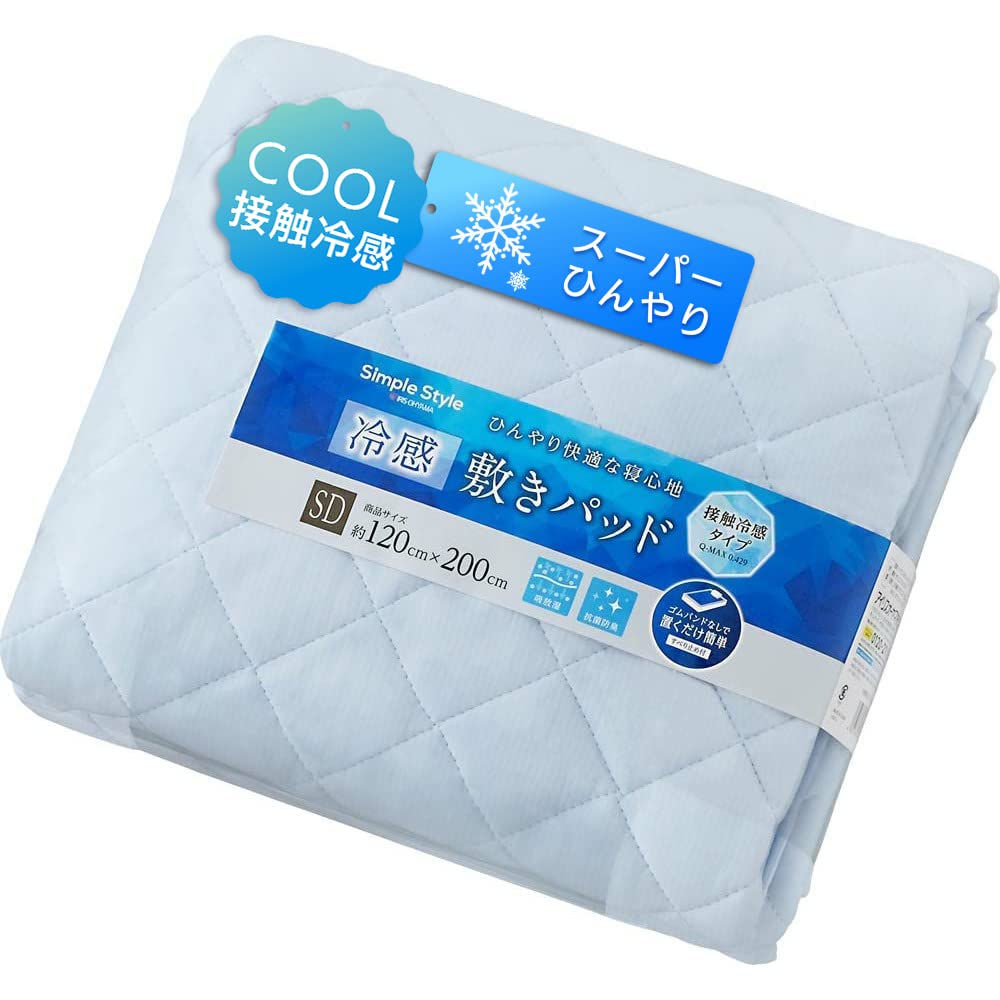 COOL
接触冷感
スーパー
ひんやり
Simple Style
IRIS OHYAMA
ひんやり快適な寝心地
冷感
敷きパッド
SD
商品サイズ
約120cm×200cm
吸放湿
抗菌防臭
接触冷感
タイプ
Q-MAX 0.429
ゴムバンドなしで
置くだけ簡単
すべり止め付